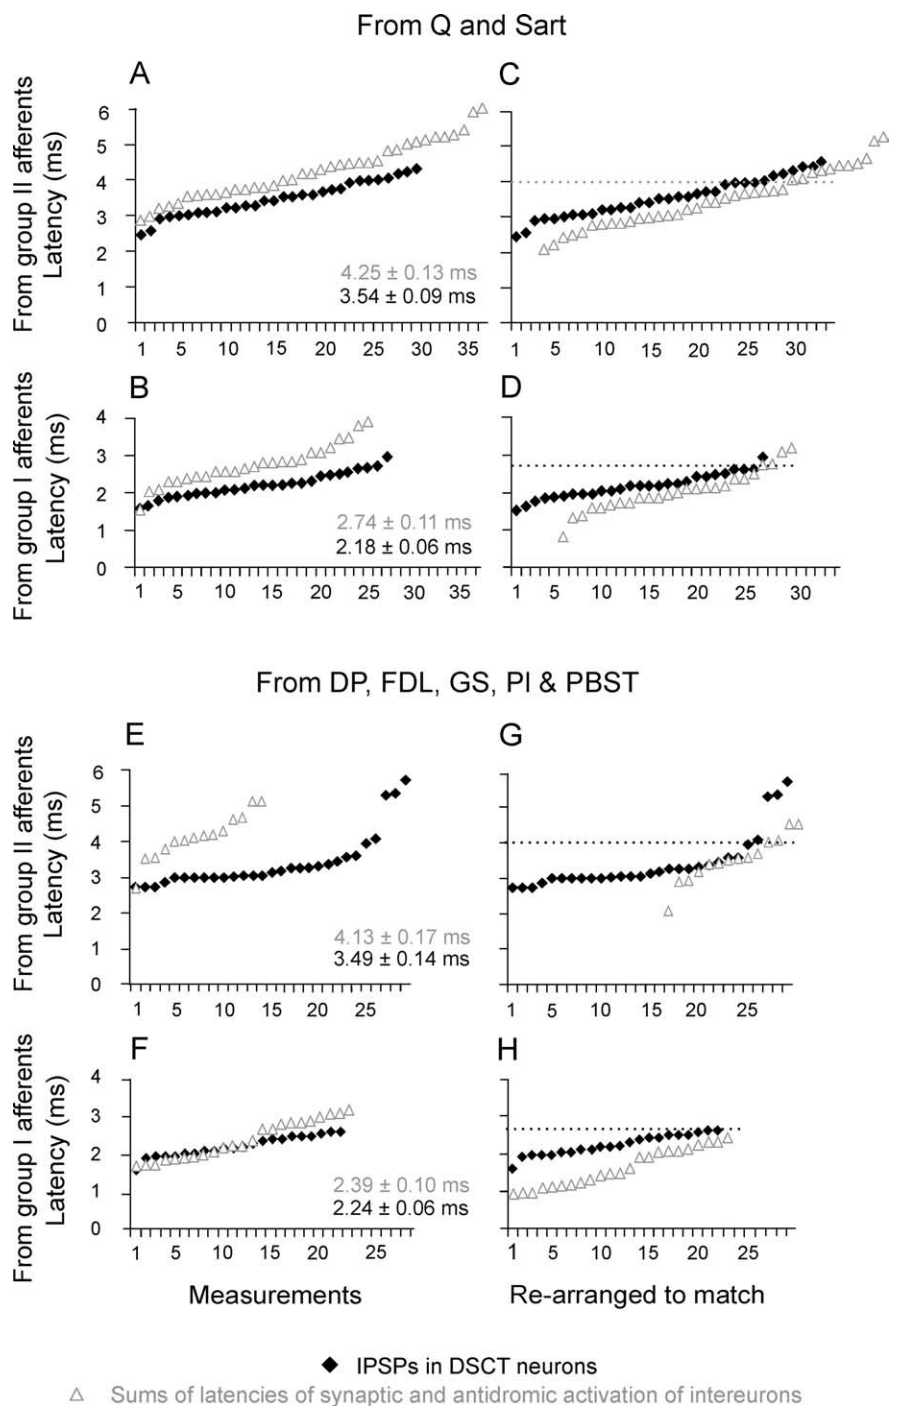 From Q and Sart
A
C
From group II afferents
Latency (ms)
6
5
4
3
2
1
0
4.25 ± 0.13 ms
3.54 ± 0.09 ms
1 5 10 15 20 25 30 35
1 5 10 15 20 25 30
B
D
From group I afferents
Latency (ms)
4
3
2
1
0
2.74 ± 0.11 ms
2.18 ± 0.06 ms
1 5 10 15 20 25 30 35
1 5 10 15 20 25 30
From DP, FDL, GS, Pl & PBST
E
G
From group II afferents
Latency (ms)
6
5
4
3
2
1
0
4.13 ± 0.17 ms
3.49 ± 0.14 ms
1 5 10 15 20 25
1 5 10 15 20 25
F
H
From group I afferents
Latency (ms)
4
3
2
1
0
2.39 ± 0.10 ms
2.24 ± 0.06 ms
1 5 10 15 20 25
1 5 10 15 20 25
Measurements
Re-arranged to match
IPSPs in DSCT neurons
Sums of latencies of synaptic and antidromic activation of intereurons